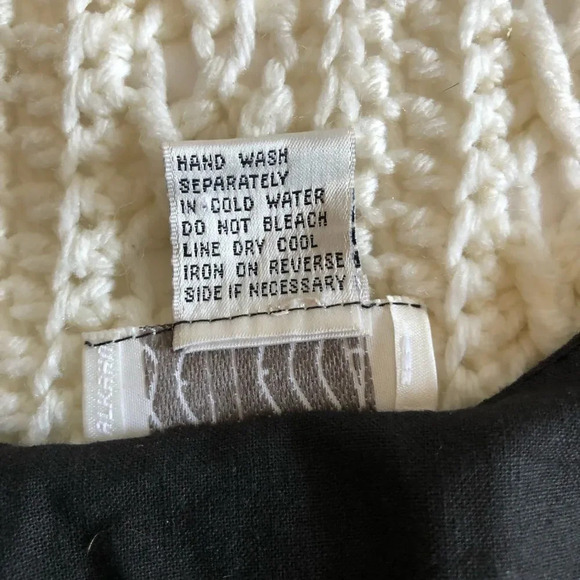 HAND WASH
SEPARATELY
IN COLD WATER
DO NOT BLEACH
LINE DRY COOL
IRON ON REVERSE
SIDE IF NECESSARY